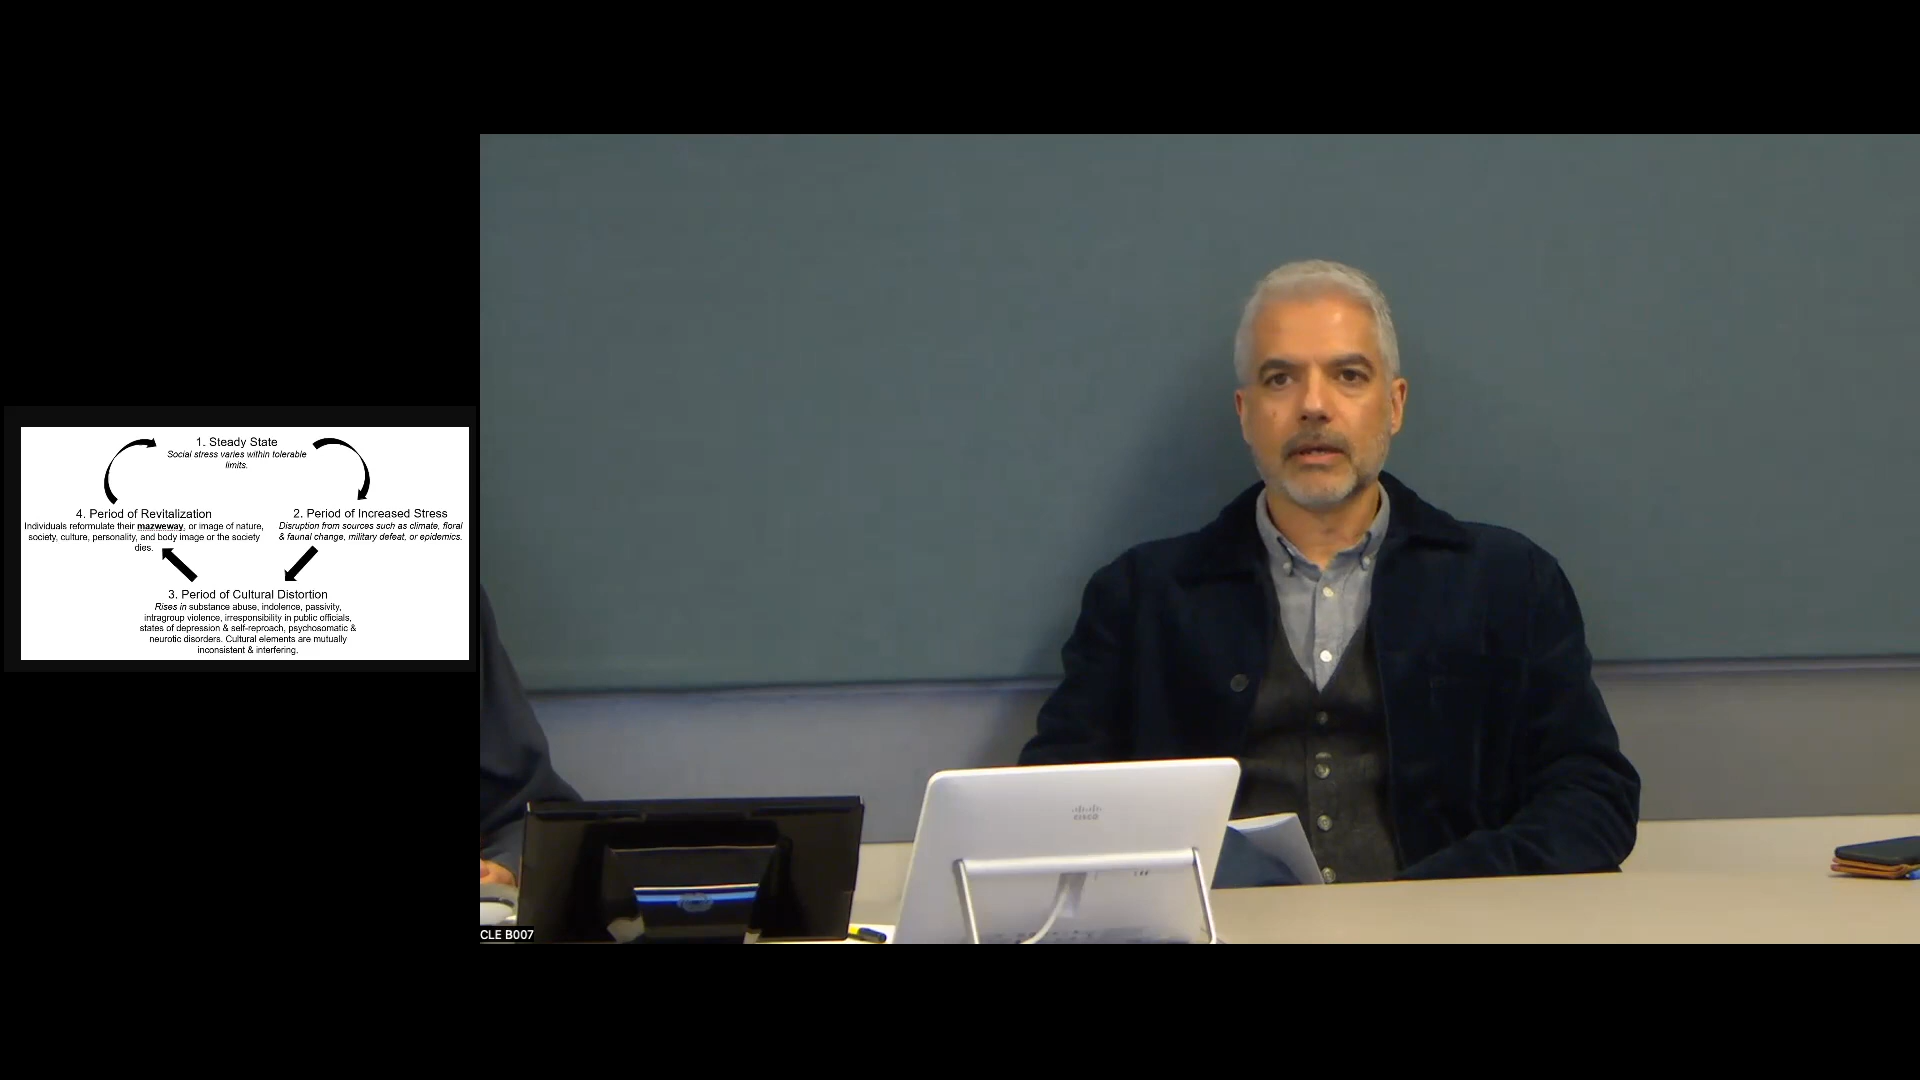 1. Steady State
Social stress varies within tolerable
limits.
4. Period of Revitalization
Individuals reformulate their mazweway, or image of nature,
society, culture, personality, and body image or the society
dies.
2. Period of Increased Stress
Disruption from sources such as climate, floral
& faunal change, military defeat, or epidemics.
3. Period of Cultural Distortion
Rises in substance abuse, indolence, passivity,
intragroup violence, irresponsibility in public officials,
states of depression & self-reproach, psychosomatic &
neurotic disorders. Cultural elements are mutually
inconsistent & interfering.
cisco
CLE B007